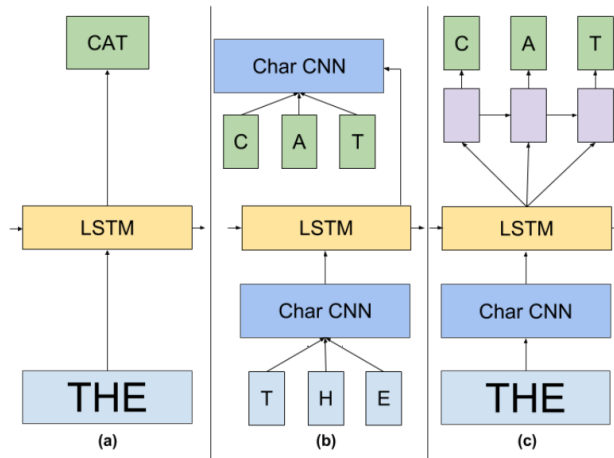 CAT
LSTM
THE
(a)
Char CNN
C A T
LSTM
Char CNN
T H E
(b)
C A T
LSTM
Char CNN
THE
(c)